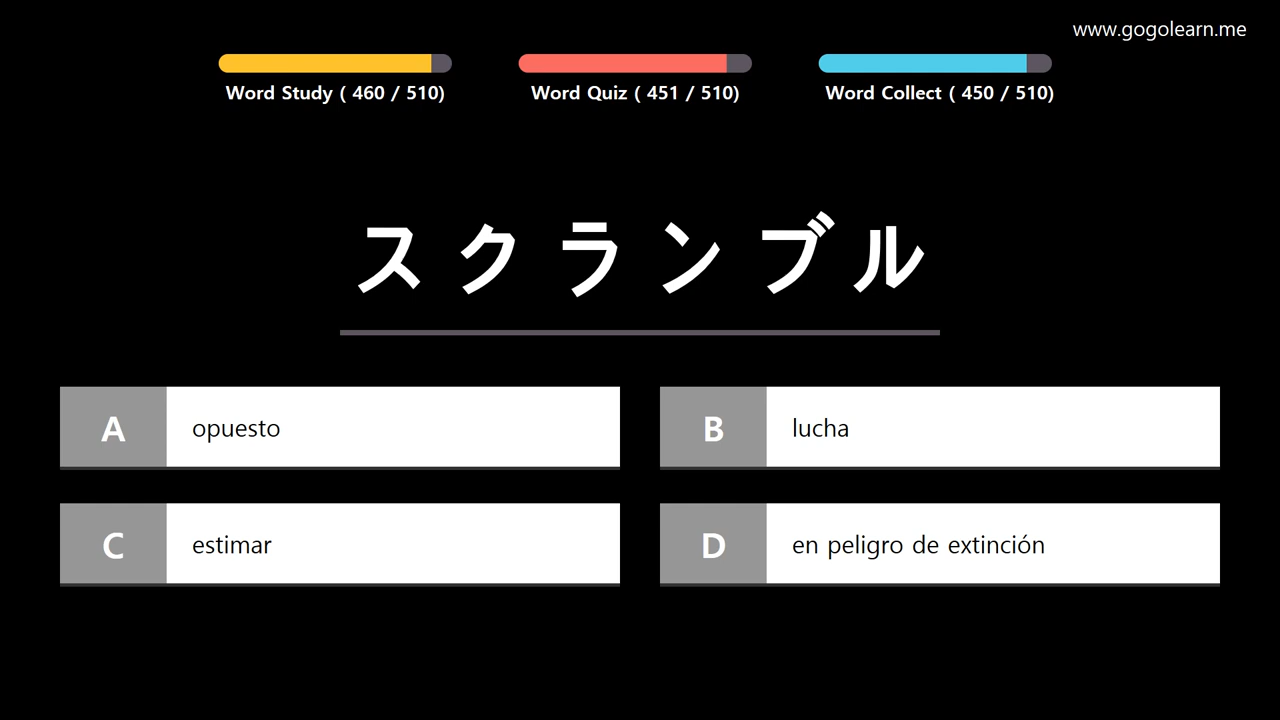 www.gogolearn.me
Word Study ( 460 / 510)
Word Quiz ( 451 / 510)
Word Collect ( 450 / 510)
スクランブル
A opuesto
B lucha
C estimar
D en peligro de extinción